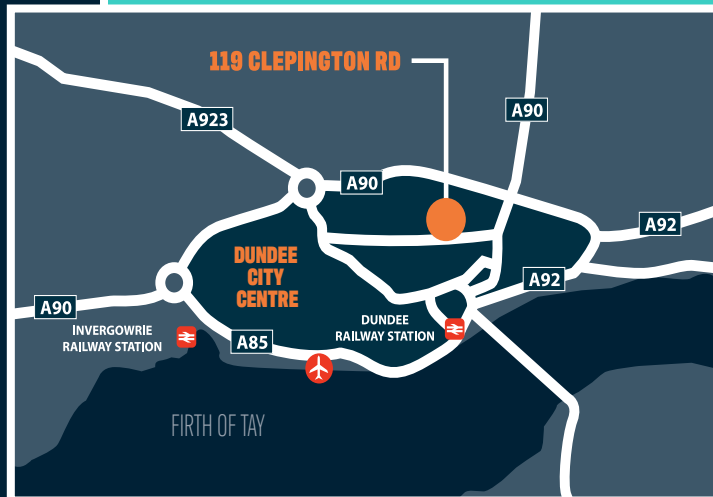 119 CLEPINGTON RD
A90
A923
A90
A92
DUNDEE
CITY
CENTRE
A92
A90
INVERGOWRIE
RAILWAY STATION
A85
DUNDEE
RAILWAY STATION
FIRTH OF TAY